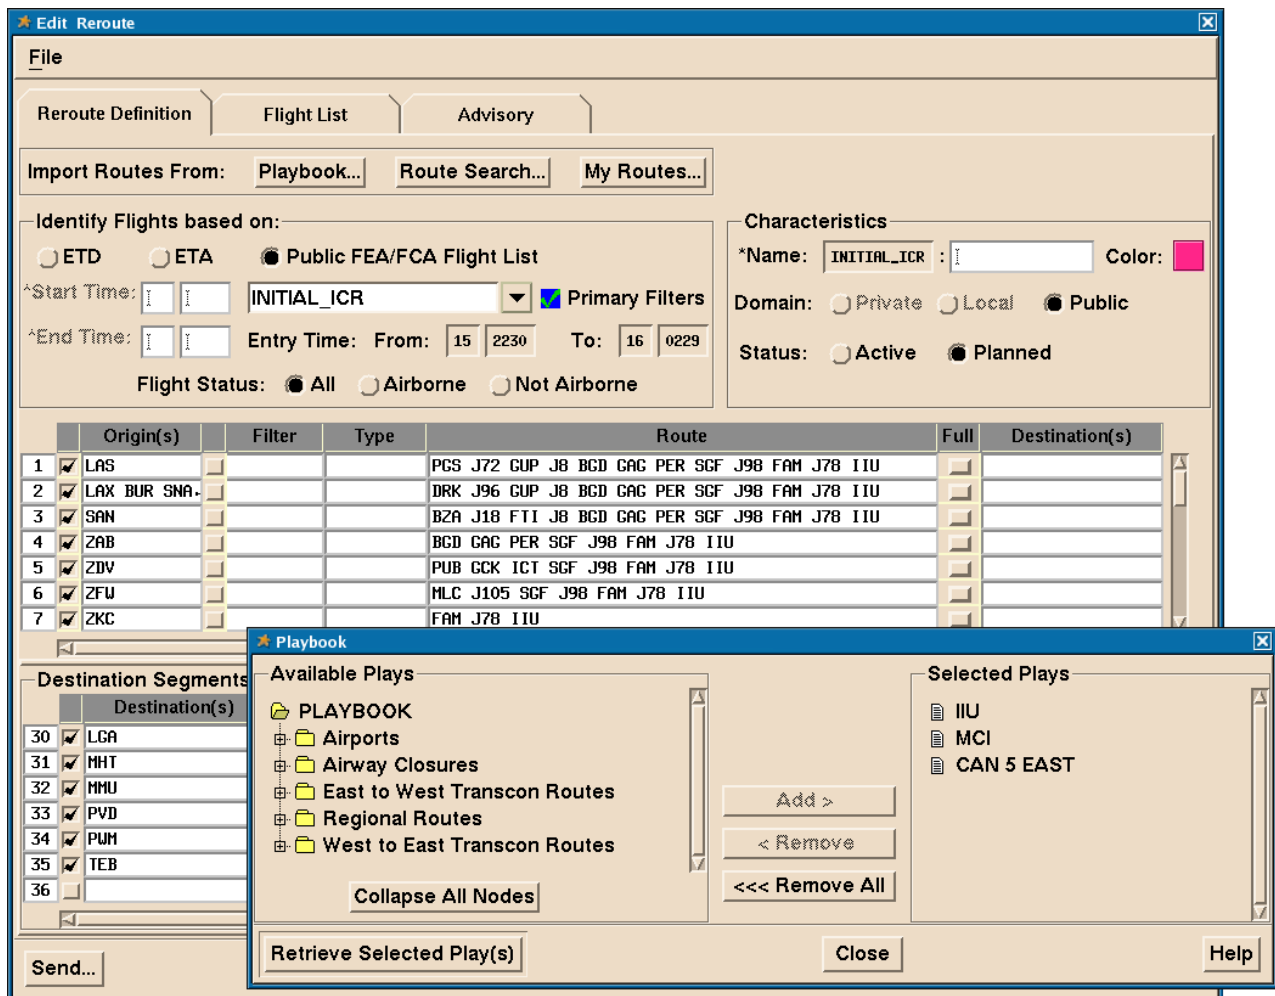 Edit Reroute
File
Reroute Definition Flight List Advisory
Import Routes From: Playbook... Route Search... My Routes...
Identify Flights based on:
ETD ETA Public FEA/FCA Flight List
^Start Time: INITIAL_ICR Primary Filters
^End Time: Entry Time: From: 15 2230 To: 16 0229
Flight Status: All Airborne Not Airborne
Characteristics
*Name: INITIAL_ICR : Color:
Domain: Private Local Public
Status: Active Planned
Origin(s) Filter Type Route Full Destination(s)
1 LAS PGS J72 GUP J8 BGD GAG PER SGF J98 FAM J78 IIU
2 LAX BUR SNA DRK J96 GUP J8 BGD GAG PER SGF J98 FAM J78 IIU
3 SAN BZA J18 FTI J8 BGD GAG PER SGF J98 FAM J78 IIU
4 ZAB BGD GAG PER SGF J98 FAM J78 IIU
5 ZDV PUB GCK ICT SGF J98 FAM J78 IIU
6 ZFW MLC J105 SGF J98 FAM J78 IIU
7 ZKC FAM J78 IIU
Destination Segments
Destination(s)
30 LGA
31 MHT
32 MMU
33 PVD
34 PWM
35 TEB
36
Send...
Playbook
Available Plays
PLAYBOOK
Airports
Airway Closures
East to West Transcon Routes
Regional Routes
West to East Transcon Routes
Collapse All Nodes
Add >
< Remove
<<< Remove All
Selected Plays
IIU
MCI
CAN 5 EAST
Retrieve Selected Play(s) Close Help